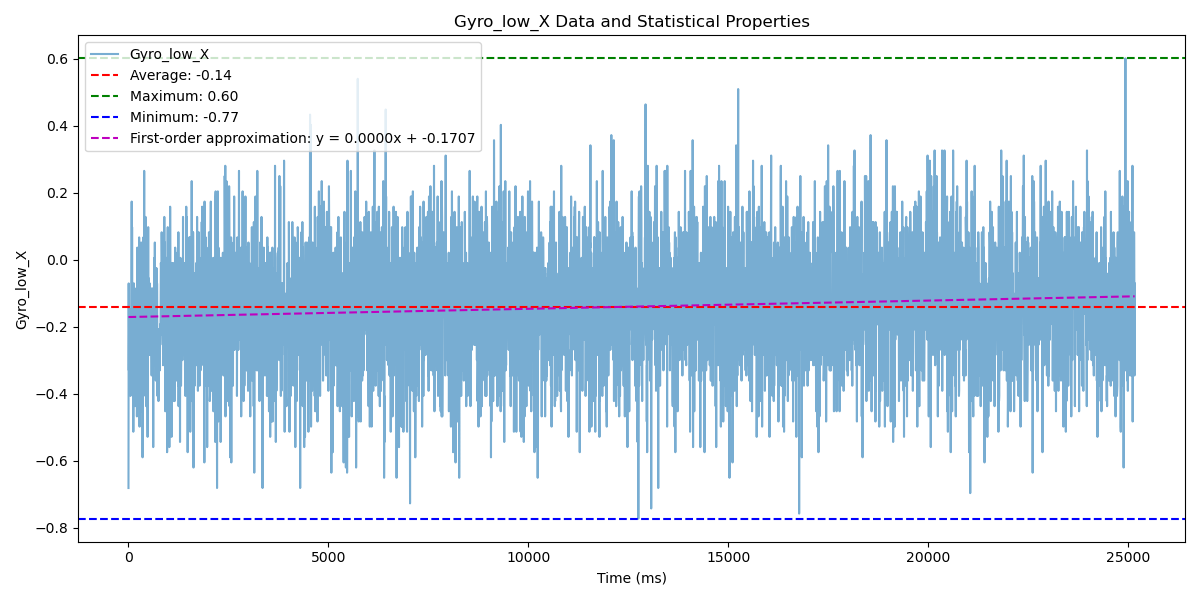 Gyro_low_X Data and Statistical Properties
Gyro_low_X
Average: -0.14
Maximum: 0.60
Minimum: -0.77
First-order approximation: y = 0.0000x + -0.1707
0.6
0.4
0.2
0.0
−0.2
−0.4
−0.6
−0.8
Gyro_low_X
0 5000 10000 15000 20000 25000
Time (ms)